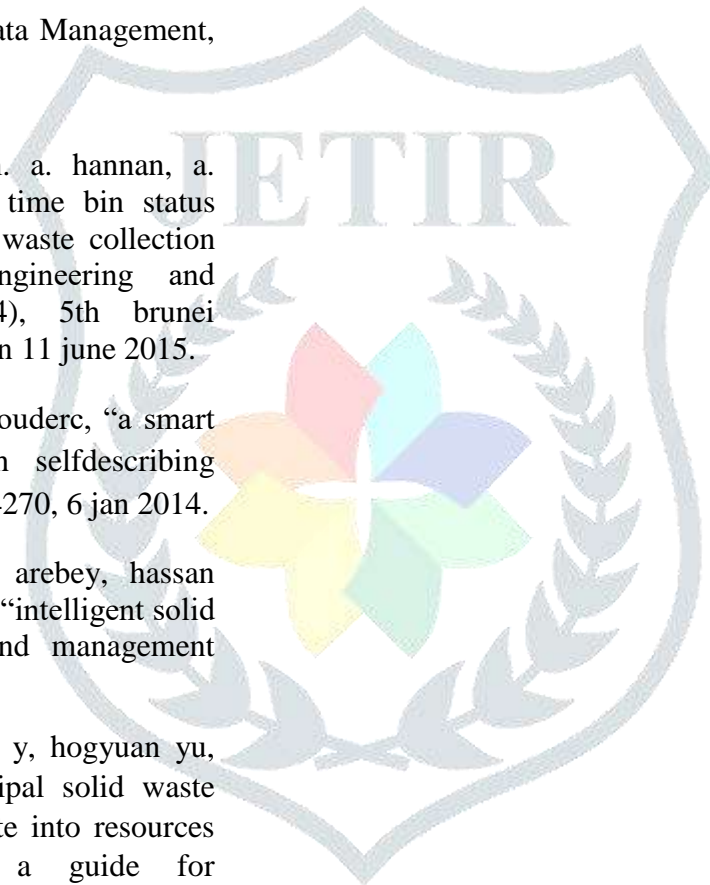 ata Management,
JETIR
. a. hannan, a.
time bin status
waste collection
ngineering and
4), 5th brunei
n 11 june 2015.
ouderc, “a smart
selfdescribing
-270, 6 jan 2014.
arebey, hassan
“intelligent solid
nd management
y, hogyuan yu,
ipal solid waste
te into resources
a guide for